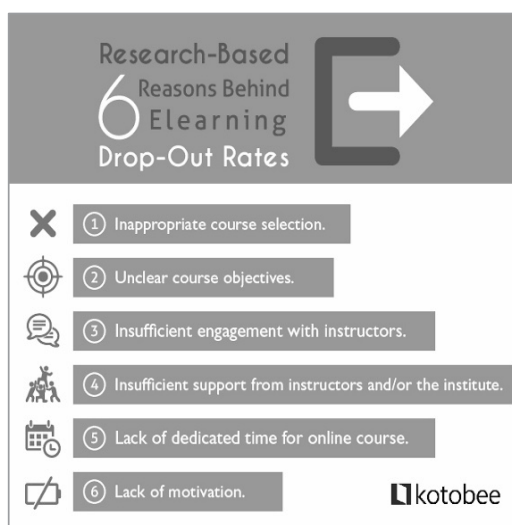 Research-Based
6 Reasons Behind
Elearning
Drop-Out Rates
1 Inappropriate course selection.
2 Unclear course objectives.
3 Insufficient engagement with instructors.
4 Insufficient support from instructors and/or the institute.
5 Lack of dedicated time for online course.
6 Lack of motivation.
kotobee